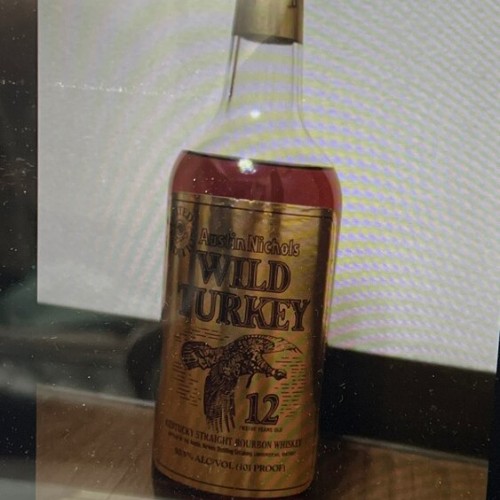 Austin Nichols
WILD
TURKEY
12
KENTUCKY STRAIGHT BOURBON WHISKEY
50.5% ALC/VOL (101 PROOF)